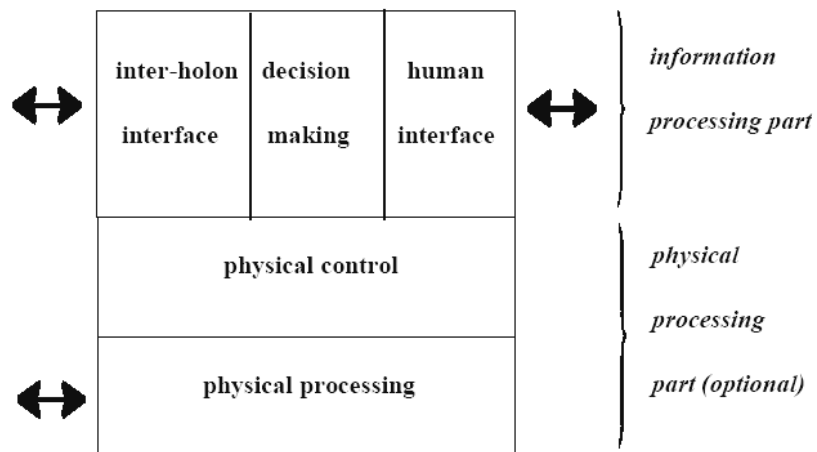 inter-holon
interface
decision
making
human
interface
information
processing part
physical control
physical processing
physical
processing
part (optional)